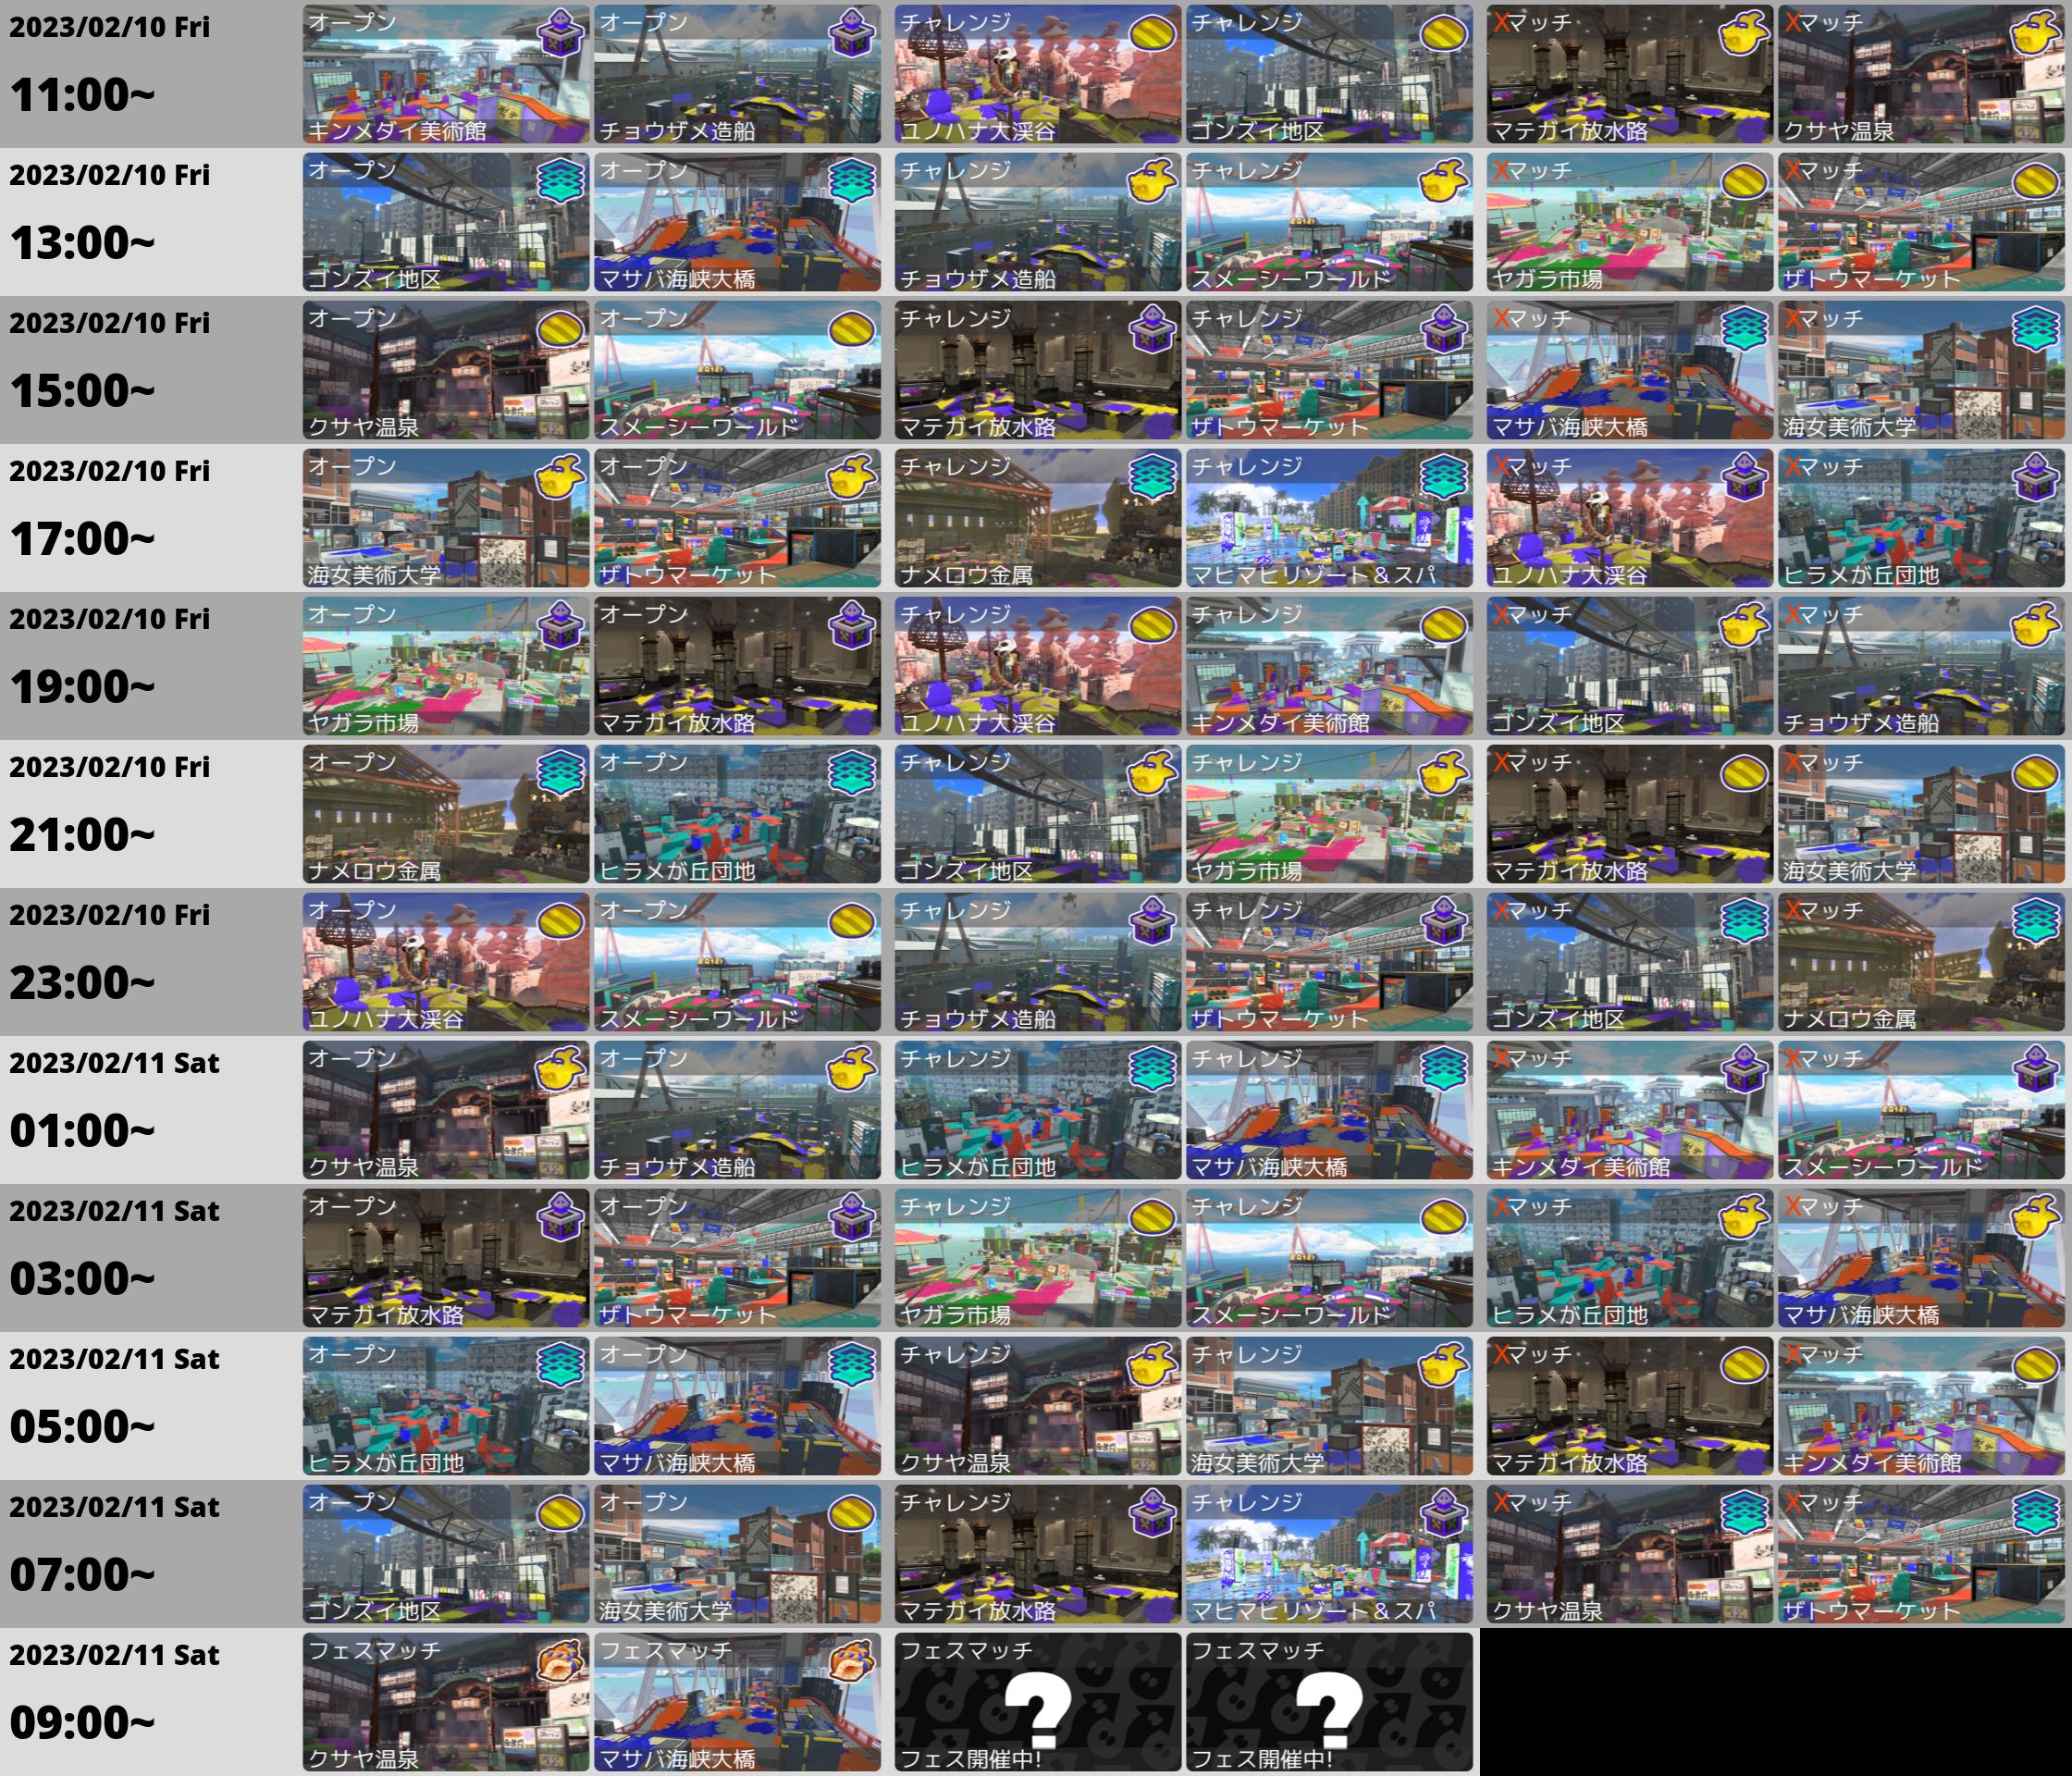 2023/02/10 Fri
11:00~
オープン オープン チャレンジ チャレンジ Xマッチ Xマッチ
キンメダイ美術館 チョウザメ造船 ユノハナ大渓谷 ゴンズイ地区 マテガイ放水路 クサヤ温泉
2023/02/10 Fri
13:00~
オープン オープン チャレンジ チャレンジ Xマッチ Xマッチ
ゴンズイ地区 マサバ海峡大橋 チョウザメ造船 スメーシーワールド ヤガラ市場 ザトウマーケット
2023/02/10 Fri
15:00~
オープン オープン チャレンジ チャレンジ Xマッチ Xマッチ
クサヤ温泉 スメーシーワールド マテガイ放水路 ザトウマーケット マサバ海峡大橋 海女美術大学
2023/02/10 Fri
17:00~
オープン オープン チャレンジ チャレンジ Xマッチ Xマッチ
海女美術大学 ザトウマーケット ナメロウ金属 マヒマヒリゾート＆スパ ユノハナ大渓谷 ヒラメが丘団地
2023/02/10 Fri
19:00~
オープン オープン チャレンジ チャレンジ Xマッチ Xマッチ
ヤガラ市場 マテガイ放水路 ユノハナ大渓谷 キンメダイ美術館 ゴンズイ地区 チョウザメ造船
2023/02/10 Fri
21:00~
オープン オープン チャレンジ チャレンジ Xマッチ Xマッチ
ナメロウ金属 ヒラメが丘団地 ゴンズイ地区 ヤガラ市場 マテガイ放水路 海女美術大学
2023/02/10 Fri
23:00~
オープン オープン チャレンジ チャレンジ Xマッチ Xマッチ
ユノハナ大渓谷 スメーシーワールド チョウザメ造船 ザトウマーケット ゴンズイ地区 ナメロウ金属
2023/02/11 Sat
01:00~
オープン オープン チャレンジ チャレンジ Xマッチ Xマッチ
クサヤ温泉 チョウザメ造船 ヒラメが丘団地 マサバ海峡大橋 キンメダイ美術館 スメーシーワールド
2023/02/11 Sat
03:00~
オープン オープン チャレンジ チャレンジ Xマッチ Xマッチ
マテガイ放水路 ザトウマーケット ヤガラ市場 スメーシーワールド ヒラメが丘団地 マサバ海峡大橋
2023/02/11 Sat
05:00~
オープン オープン チャレンジ チャレンジ Xマッチ Xマッチ
ヒラメが丘団地 マサバ海峡大橋 クサヤ温泉 海女美術大学 マテガイ放水路 キンメダイ美術館
2023/02/11 Sat
07:00~
オープン オープン チャレンジ チャレンジ Xマッチ Xマッチ
ゴンズイ地区 海女美術大学 マテガイ放水路 マヒマヒリゾート＆スパ クサヤ温泉 ザトウマーケット
2023/02/11 Sat
09:00~
フェスマッチ フェスマッチ フェスマッチ フェスマッチ
? ?
クサヤ温泉 マサバ海峡大橋 フェス開催中! フェス開催中!